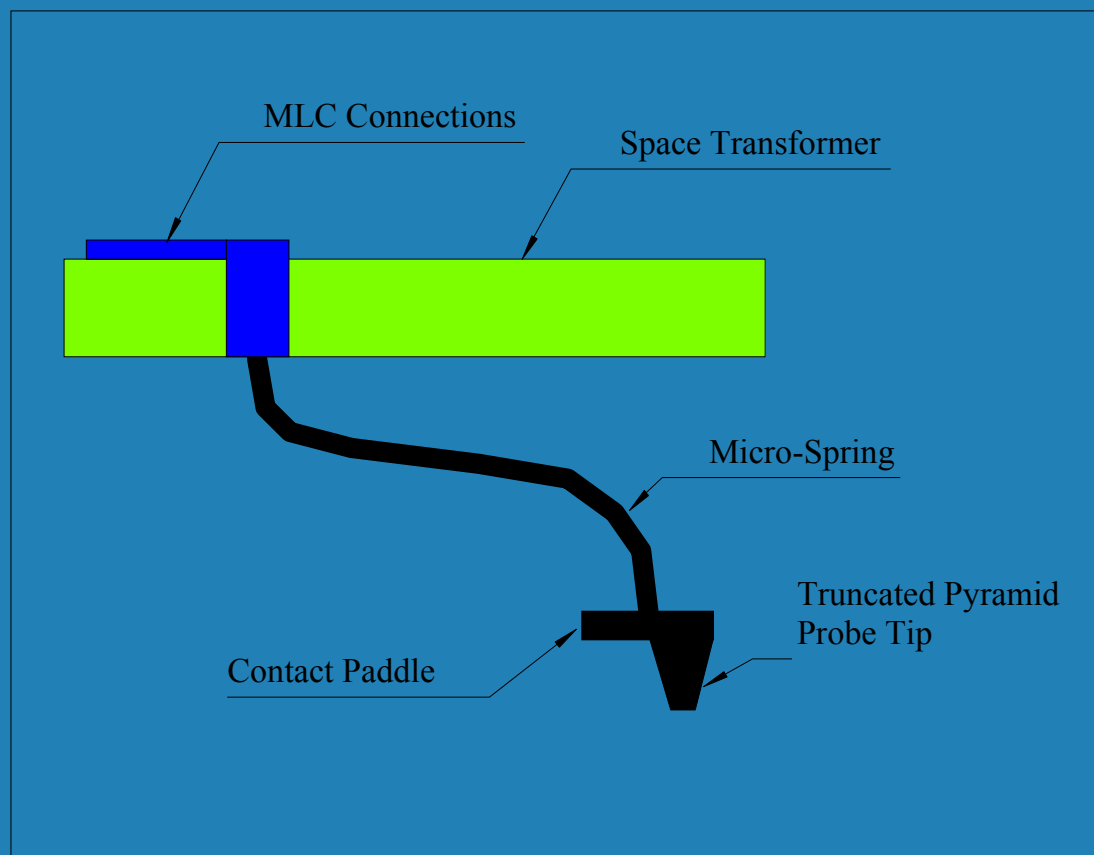 MLC Connections
Space Transformer
Micro-Spring
Truncated Pyramid
Probe Tip
Contact Paddle